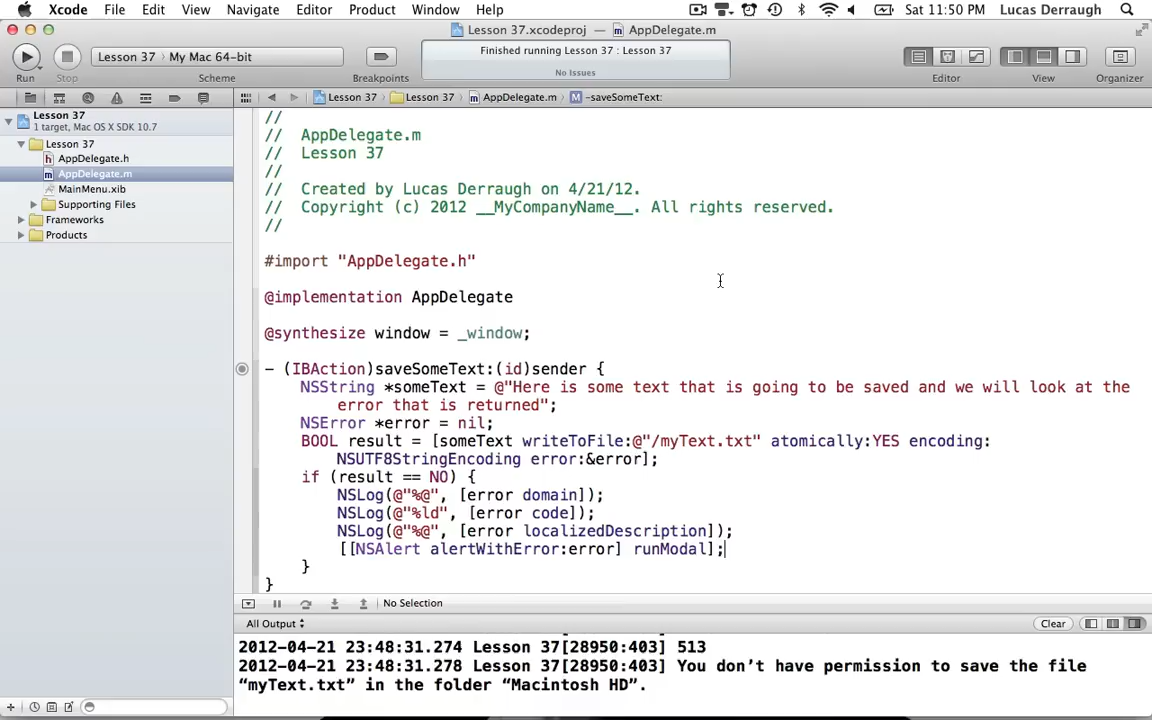 Xcode File Edit View Navigate Editor Product Window Help Sat 11:50 PM Lucas Derraugh
Lesson 37.xcodeproj — AppDelegate.m
Lesson 37 › My Mac 64-bit
Finished running Lesson 37 : Lesson 37
No Issues
Run Stop Scheme Breakpoints Editor View Organizer
Lesson 37 › Lesson 37 › AppDelegate.m › -saveSomeText:
Lesson 37
1 target, Mac OS X SDK 10.7
Lesson 37
AppDelegate.h
AppDelegate.m
MainMenu.xib
Supporting Files
Frameworks
Products
//
//  AppDelegate.m
//  Lesson 37
//
//  Created by Lucas Derraugh on 4/21/12.
//  Copyright (c) 2012 __MyCompanyName__. All rights reserved.
//
#import "AppDelegate.h"
@implementation AppDelegate
@synthesize window = _window;
- (IBAction)saveSomeText:(id)sender {
NSString *someText = @"Here is some text that is going to be saved and we will look at the
error that is returned";
NSError *error = nil;
BOOL result = [someText writeToFile:@"/myText.txt" atomically:YES encoding:
NSUTF8StringEncoding error:&error];
if (result == NO) {
NSLog(@"%@", [error domain]);
NSLog(@"%ld", [error code]);
NSLog(@"%@", [error localizedDescription]);
[[NSAlert alertWithError:error] runModal];
}
}
No Selection
All Output
Clear
2012-04-21 23:48:31.274 Lesson 37[28950:403] 513
2012-04-21 23:48:31.278 Lesson 37[28950:403] You don’t have permission to save the file
“myText.txt” in the folder “Macintosh HD”.